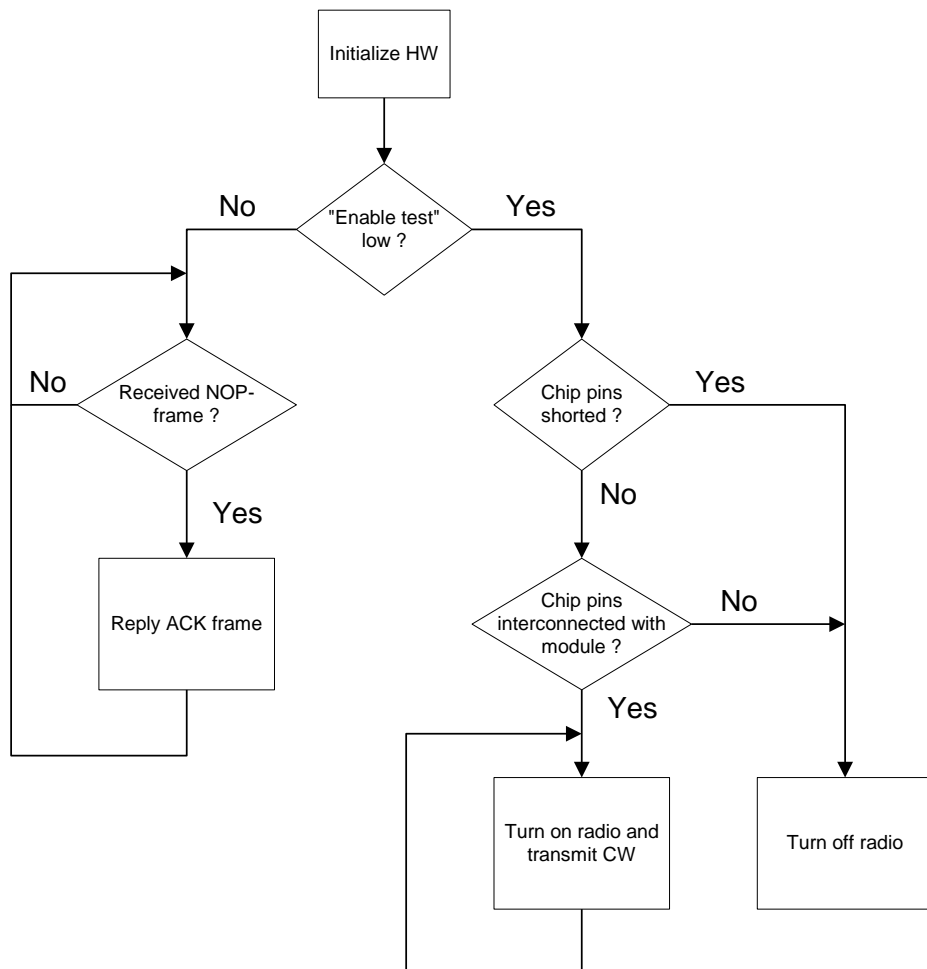 Initialize HW
No
Yes
"Enable test"
low ?
No
Received NOP-
frame ?
Chip pins
shorted ?
Yes
Yes
No
Reply ACK frame
Chip pins
interconnected with
module ?
No
Yes
Turn on radio and
transmit CW
Turn off radio